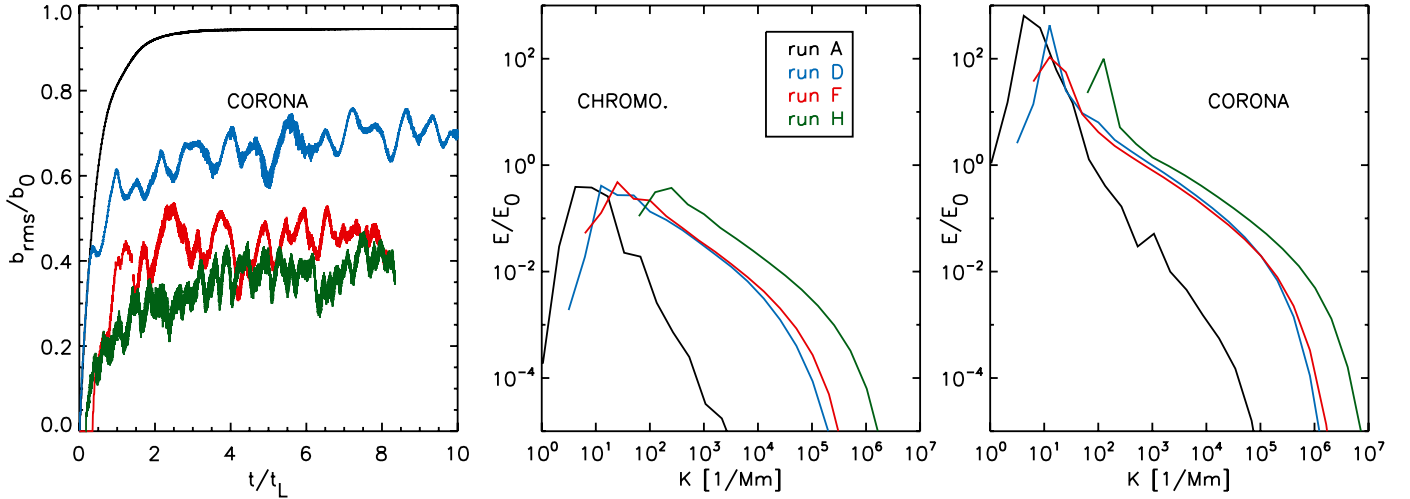 1.0
0.8
0.6
0.4
0.2
0.0
b_rms/b_0
CORONA
0 2 4 6 8 10
t/t_L
E/E_0
10^2
10^0
10^-2
10^-4
CHROMO.
run A
run D
run F
run H
10^0 10^1 10^2 10^3 10^4 10^5 10^6 10^7
K [1/Mm]
E/E_0
10^2
10^0
10^-2
10^-4
CORONA
10^0 10^1 10^2 10^3 10^4 10^5 10^6 10^7
K [1/Mm]